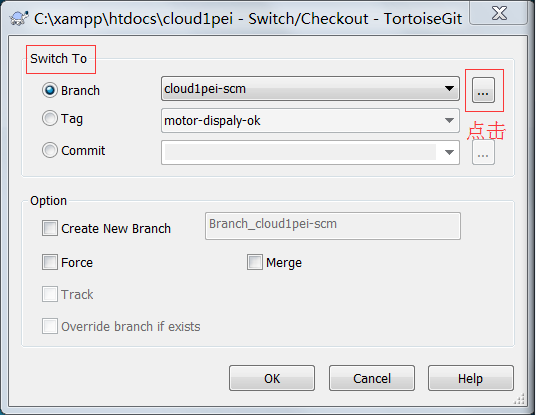 C:\xampp\htdocs\cloud1pei - Switch/Checkout - TortoiseGit
Switch To
Branch
cloud1pei-scm
...
Tag
motor-dispaly-ok
点击
Commit
...
Option
Create New Branch
Branch_cloud1pei-scm
Force
Merge
Track
Override branch if exists
OK
Cancel
Help